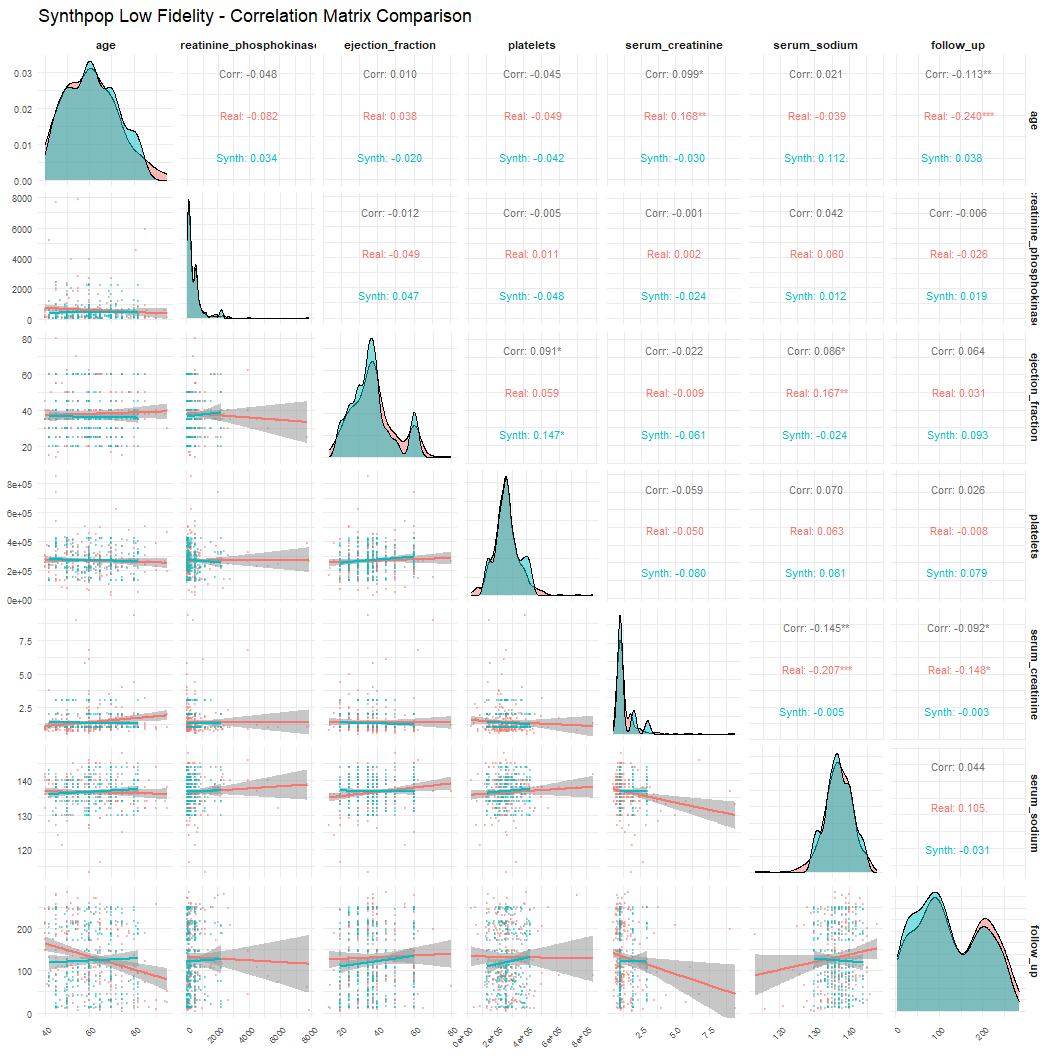 Synthpop Low Fidelity - Correlation Matrix Comparison
age reatinine_phosphokinas ejection_fraction platelets serum_creatinine serum_sodium follow_up
0.03
0.02
0.01
0.00
Corr: -0.048 Corr: 0.010 Corr: -0.045 Corr: 0.099* Corr: 0.021 Corr: -0.113**
Real: -0.082 Real: 0.038 Real: -0.049 Real: 0.168** Real: -0.039 Real: -0.240***
Synth: 0.034 Synth: -0.020 Synth: -0.042 Synth: -0.030 Synth: 0.112. Synth: 0.038
age
8000
6000
4000
2000
0
Corr: -0.012 Corr: -0.005 Corr: -0.001 Corr: 0.042 Corr: -0.006
Real: -0.049 Real: 0.011 Real: 0.002 Real: 0.060 Real: -0.026
Synth: 0.047 Synth: -0.048 Synth: -0.024 Synth: 0.012 Synth: 0.019
reatinine_phosphokinas
80
60
40
20
Corr: 0.091* Corr: -0.022 Corr: 0.086* Corr: 0.064
Real: 0.059 Real: -0.009 Real: 0.167** Real: 0.031
Synth: 0.147* Synth: -0.061 Synth: -0.024 Synth: 0.093
ejection_fraction
8e+05
6e+05
4e+05
2e+05
0e+00
Corr: -0.059 Corr: 0.070 Corr: 0.026
Real: -0.050 Real: 0.063 Real: -0.008
Synth: -0.080 Synth: 0.081 Synth: 0.079
platelets
7.5
5.0
2.5
Corr: -0.145** Corr: -0.092*
Real: -0.207*** Real: -0.148*
Synth: -0.005 Synth: -0.003
serum_creatinine
140
130
120
Corr: 0.044
Real: 0.105.
Synth: -0.031
serum_sodium
200
100
0
follow_up
40 60 80 0 2000 4000 6000 8000 20 40 60 80 0e+00 2e+05 4e+05 6e+05 8e+05 2.5 5.0 7.5 120 130 140 0 100 200